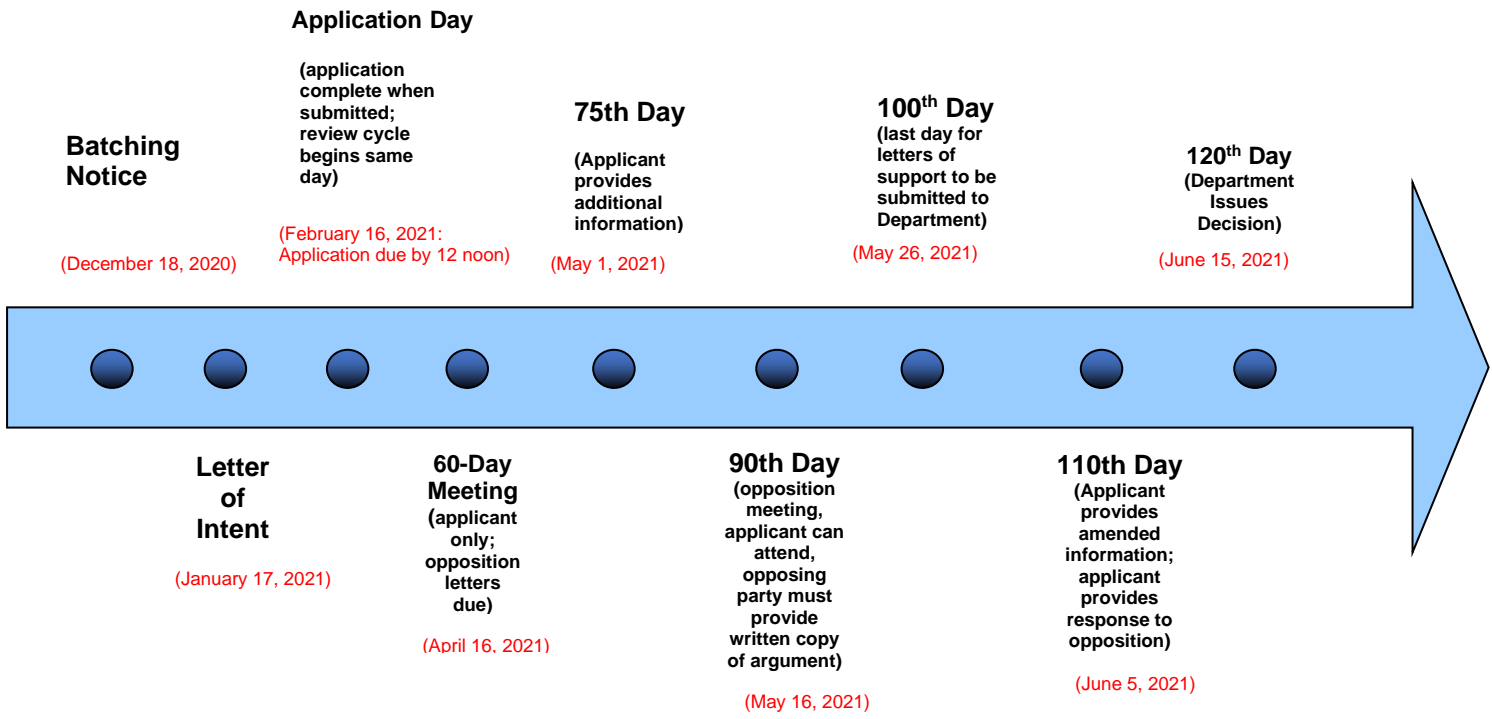 Batching
Notice
(December 18, 2020)
Letter
of
Intent
(January 17, 2021)
Application Day
(application
complete when
submitted;
review cycle
begins same
day)
(February 16, 2021:
Application due by 12 noon)
60-Day
Meeting
(applicant
only;
opposition
letters
due)
(April 16, 2021)
75th Day
(Applicant
provides
additional
information)
(May 1, 2021)
90th Day
(opposition
meeting,
applicant can
attend,
opposing
party must
provide
written copy
of argument)
(May 16, 2021)
100th Day
(last day for
letters of
support to be
submitted to
Department)
(May 26, 2021)
110th Day
(Applicant
provides
amended
information;
applicant
provides
response to
opposition)
(June 5, 2021)
120th Day
(Department
Issues
Decision)
(June 15, 2021)